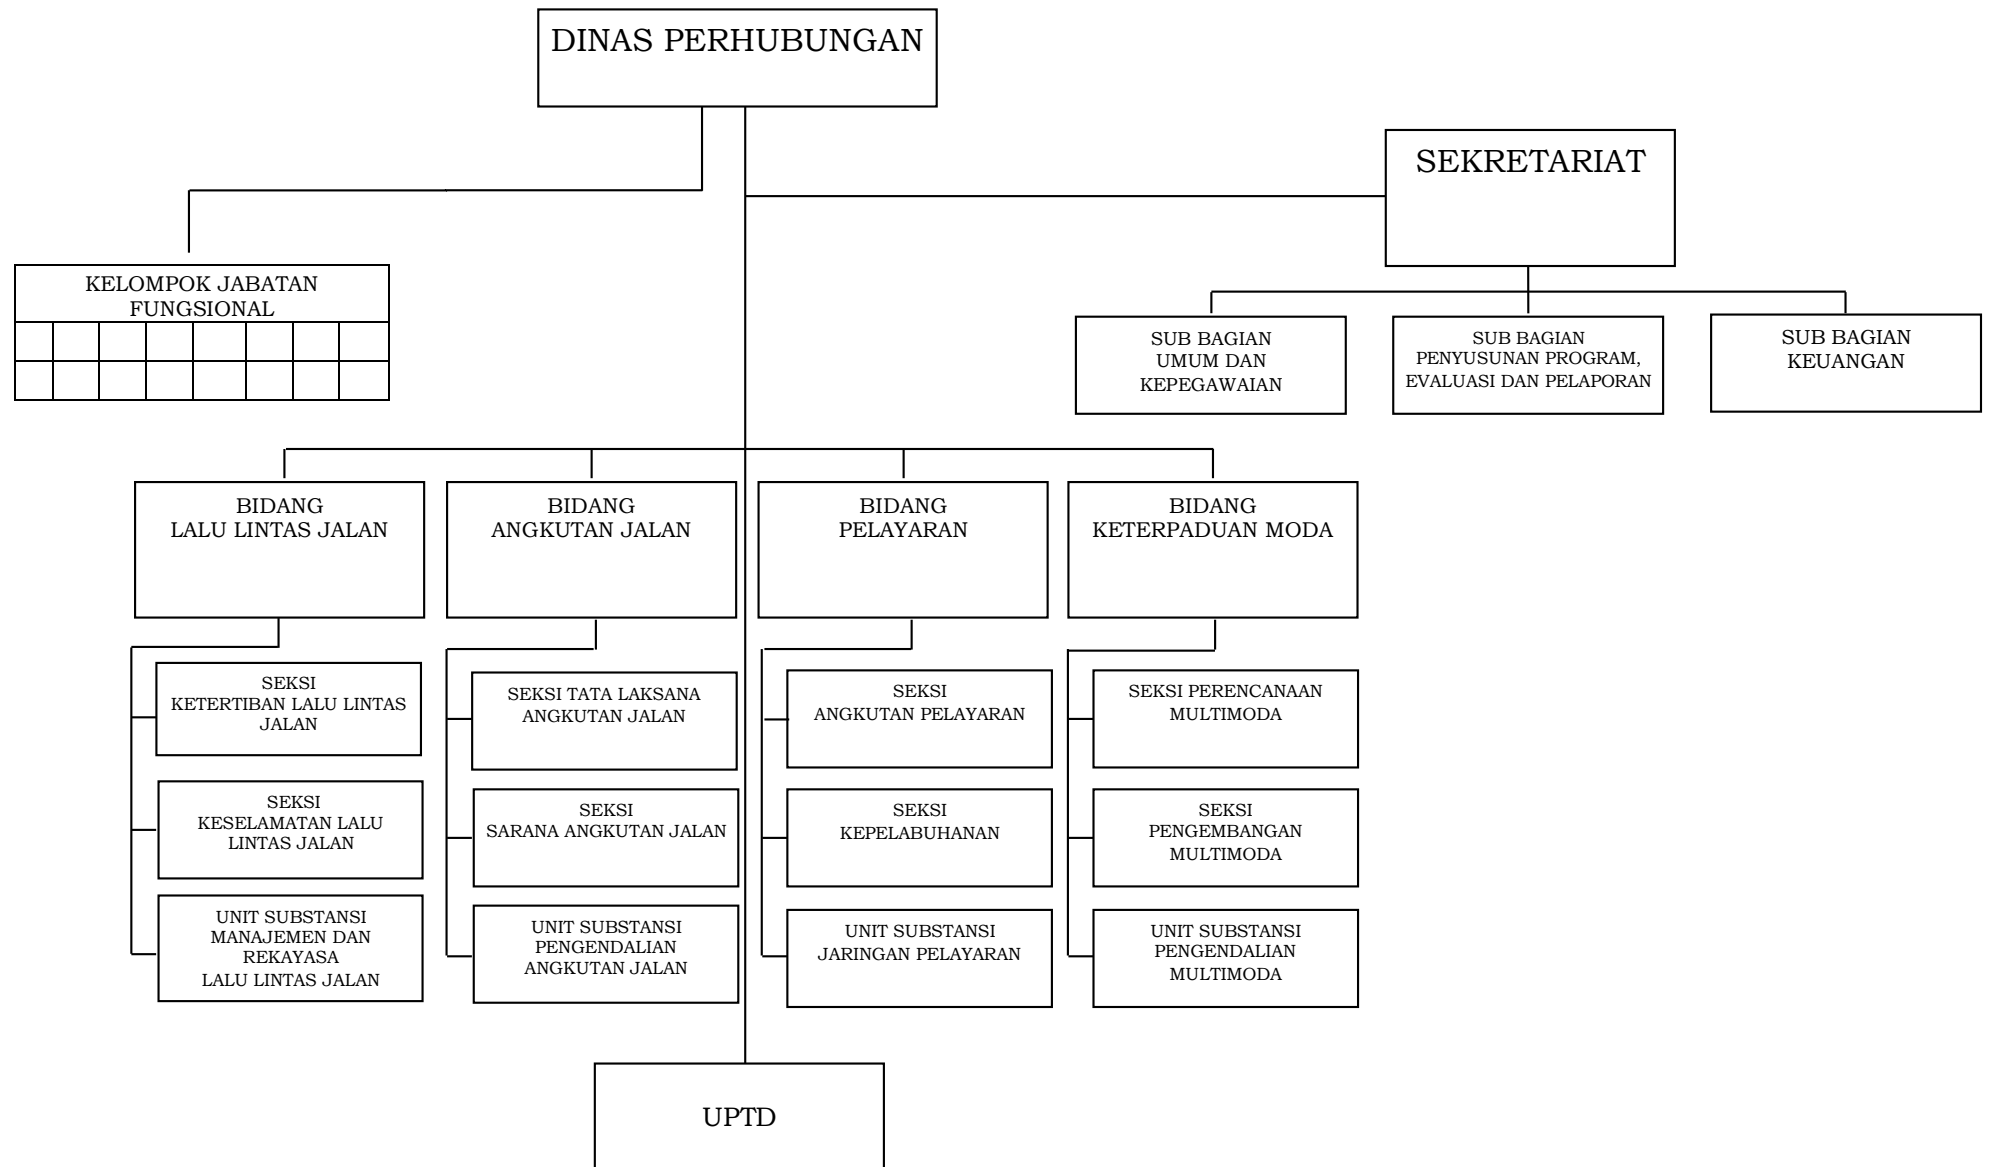 DINAS PERHUBUNGAN
SEKRETARIAT
KELOMPOK JABATAN
FUNGSIONAL
SUB BAGIAN
UMUM DAN
KEPEGAWAIAN
SUB BAGIAN
PENYUSUNAN PROGRAM,
EVALUASI DAN PELAPORAN
SUB BAGIAN
KEUANGAN
BIDANG
LALU LINTAS JALAN
BIDANG
ANGKUTAN JALAN
BIDANG
PELAYARAN
BIDANG
KETERPADUAN MODA
SEKSI
KETERTIBAN LALU LINTAS
JALAN
SEKSI TATA LAKSANA
ANGKUTAN JALAN
SEKSI
ANGKUTAN PELAYARAN
SEKSI PERENCANAAN
MULTIMODA
SEKSI
KESELAMATAN LALU
LINTAS JALAN
SEKSI
SARANA ANGKUTAN JALAN
SEKSI
KEPELABUHANAN
SEKSI
PENGEMBANGAN
MULTIMODA
UNIT SUBSTANSI
MANAJEMEN DAN
REKAYASA
LALU LINTAS JALAN
UNIT SUBSTANSI
PENGENDALIAN
ANGKUTAN JALAN
UNIT SUBSTANSI
JARINGAN PELAYARAN
UNIT SUBSTANSI
PENGENDALIAN
MULTIMODA
UPTD